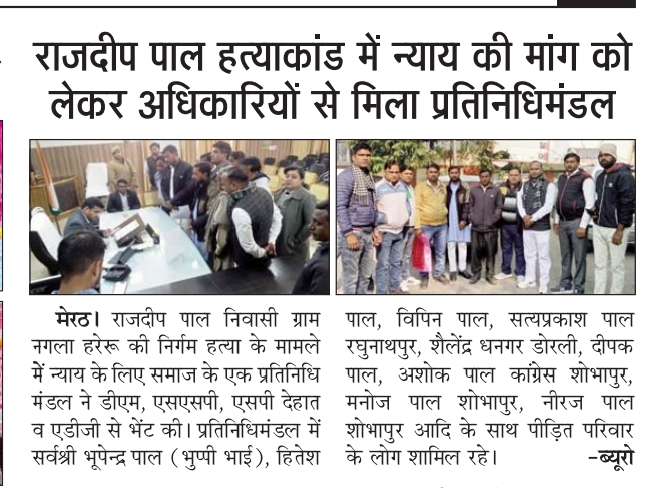 राजदीप पाल हत्याकांड में न्याय की मांग को
लेकर अधिकारियों से मिला प्रतिनिधिमंडल
मेरठ। राजदीप पाल निवासी ग्राम
नगला हरेरू की निर्गम हत्या के मामले
में न्याय के लिए समाज के एक प्रतिनिधि
मंडल ने डीएम, एसएसपी, एसपी देहात
व एडीजी से भेंट की। प्रतिनिधिमंडल में
सर्वश्री भूपेन्द्र पाल (भुप्पी भाई), हितेश
पाल, विपिन पाल, सत्यप्रकाश पाल
रघुनाथपुर, शैलेंद्र धनगर डोरली, दीपक
पाल, अशोक पाल कांग्रेस शोभापुर,
मनोज पाल शोभापुर, नीरज पाल
शोभापुर आदि के साथ पीड़ित परिवार
के लोग शामिल रहे। -ब्यूरो